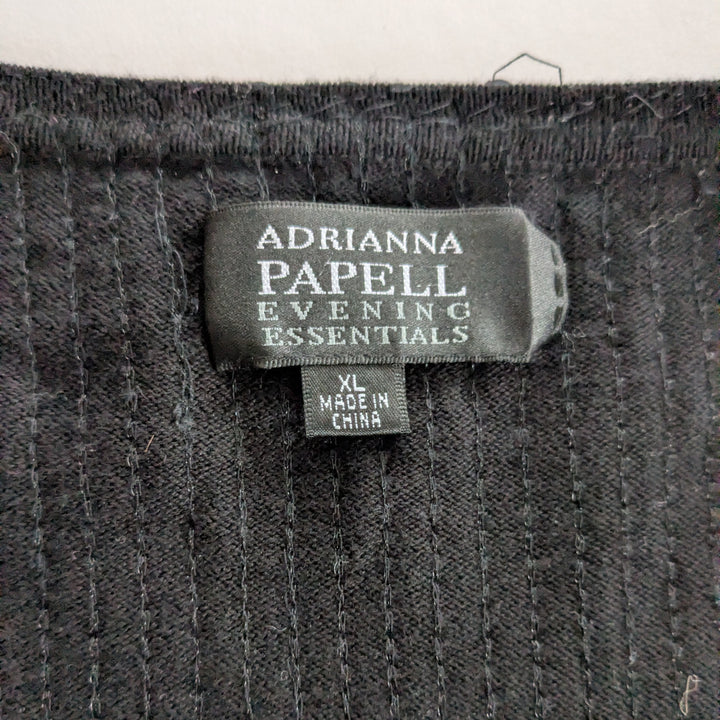 ADRIANNA
PAPELL
EVENING
ESSENTIALS
XL
MADE IN
CHINA